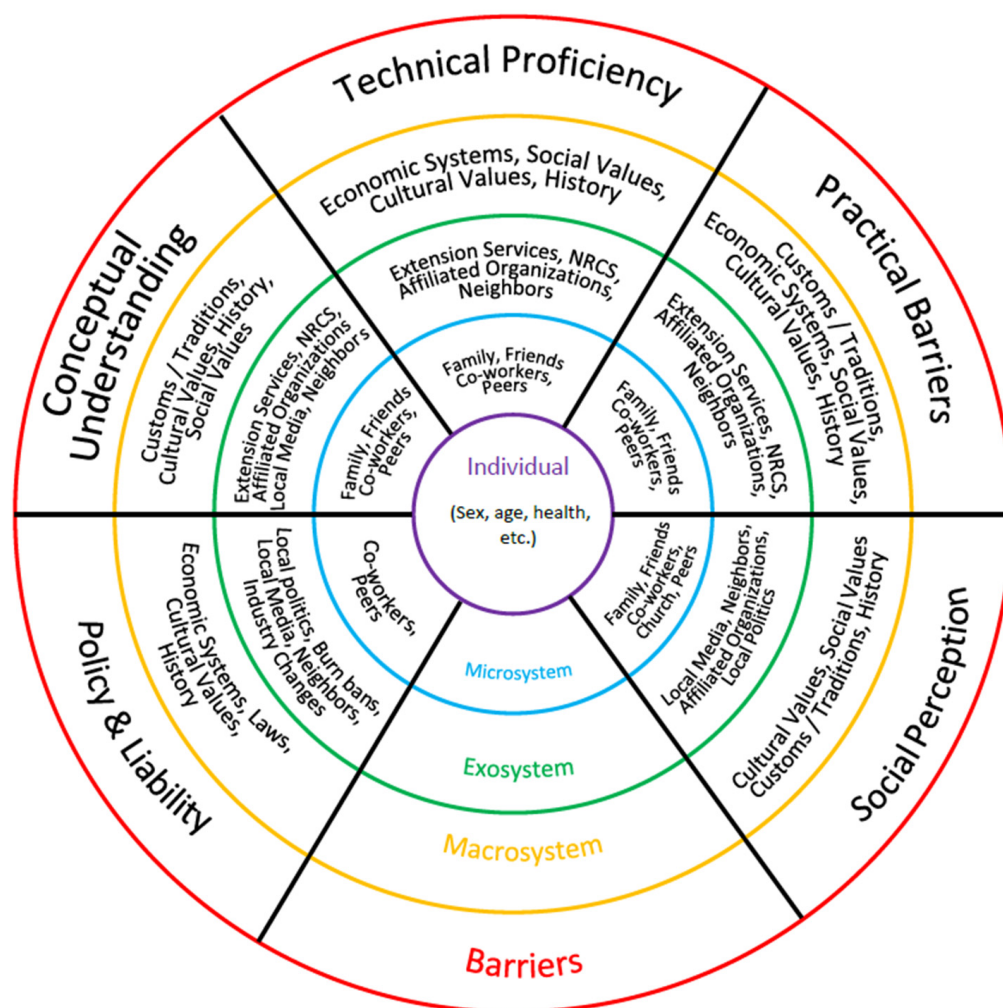 Technical Proficiency
Economic Systems, Social Values,
Cultural Values, History
Extension Services, NRCS,
Affiliated Organizations,
Neighbors
Family, Friends
Co-workers,
Peers
Practical Barriers
Customs / Traditions,
Economic Systems, Social Values,
Cultural Values, History
Extension Services, NRCS,
Affiliated Organizations,
Neighbors
Family, Friends
Co-workers,
Peers
Social Perception
Cultural Values, Social Values
Customs / Traditions, History
Local Media, Neighbors,
Affiliated Organizations,
Local Politics
Family, Friends
Co-workers,
Church, Peers
Barriers
Macrosystem
Exosystem
Microsystem
Policy & Liability
Economic Systems, Laws,
Cultural Values,
History
Local politics, Burn bans,
Local Media, Neighbors,
Industry Changes
Co-workers,
Peers
Conceptual
Understanding
Customs / Traditions,
Cultural Values, History,
Social Values
Extension Services, NRCS,
Affiliated Organizations
Local Media, Neighbors
Family, Friends
Co-workers,
Peers
Individual
(Sex, age, health,
etc.)